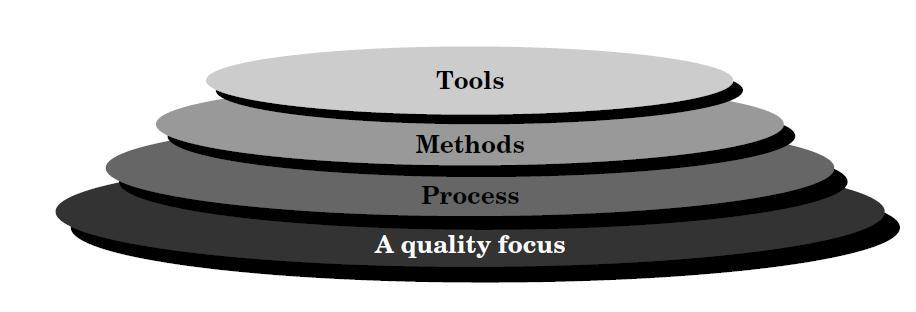 Tools
Methods
Process
A quality focus